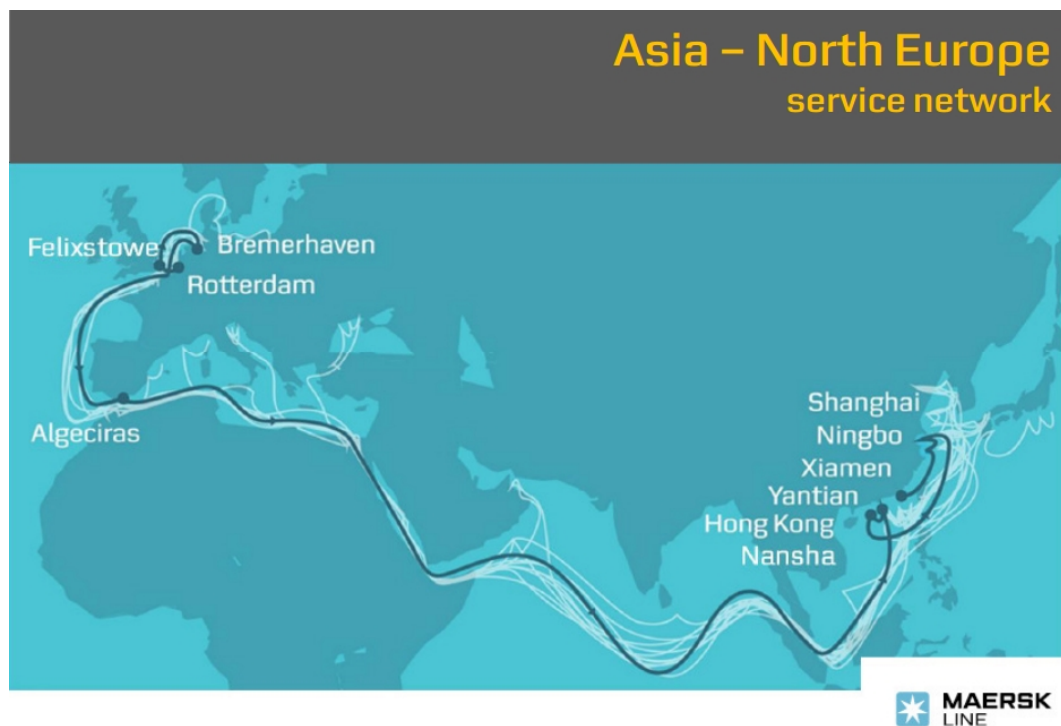 Asia – North Europe
service network
Felixstowe
Bremerhaven
Rotterdam
Algeciras
Shanghai
Ningbo
Xiamen
Yantian
Hong Kong
Nansha
MAERSK
LINE